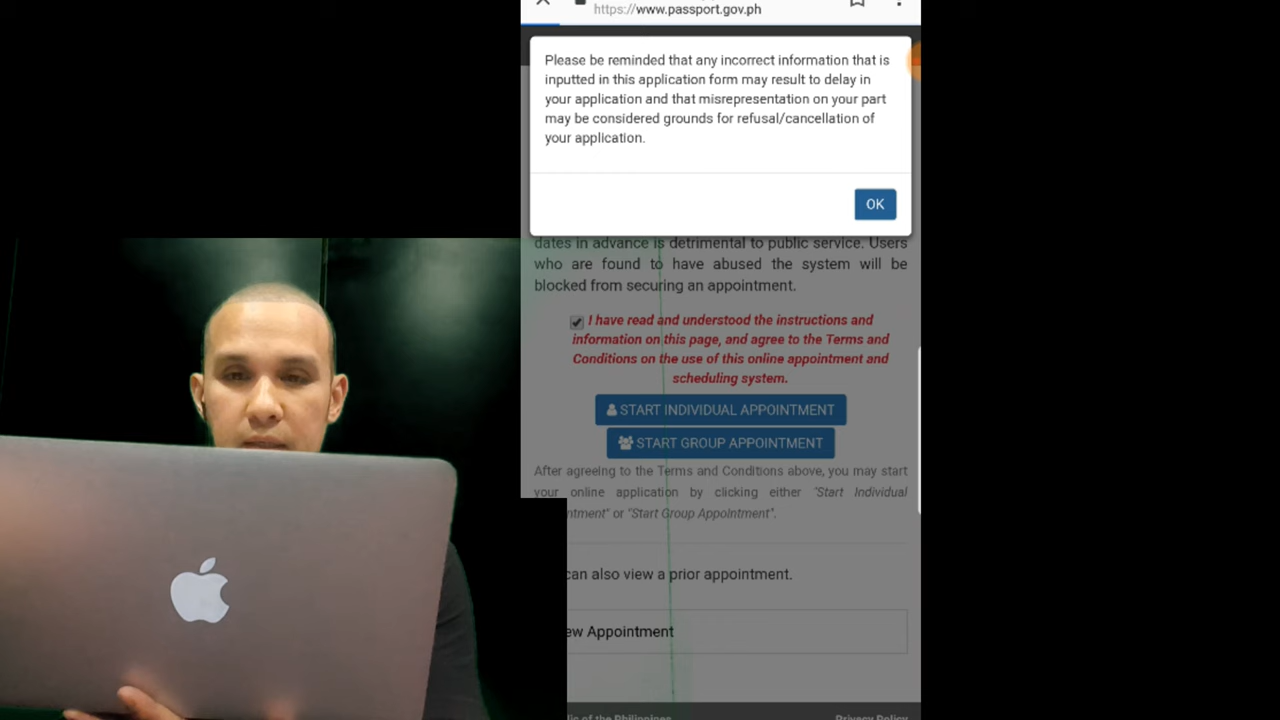 https://www.passport.gov.ph
Please be reminded that any incorrect information that is
inputted in this application form may result to delay in
your application and that misrepresentation on your part
may be considered grounds for refusal/cancellation of
your application.
OK
dates in advance is detrimental to public service. Users
who are found to have abused the system will be
blocked from securing an appointment.
I have read and understood the instructions and
information on this page, and agree to the Terms and
Conditions on the use of this online appointment and
scheduling system.
START INDIVIDUAL APPOINTMENT
START GROUP APPOINTMENT
After agreeing to the Terms and Conditions above, you may start
your online application by clicking either "Start Individual
ntment" or "Start Group Appointment".
can also view a prior appointment.
ew Appointment
lic of the Philippines
Privacy Policy